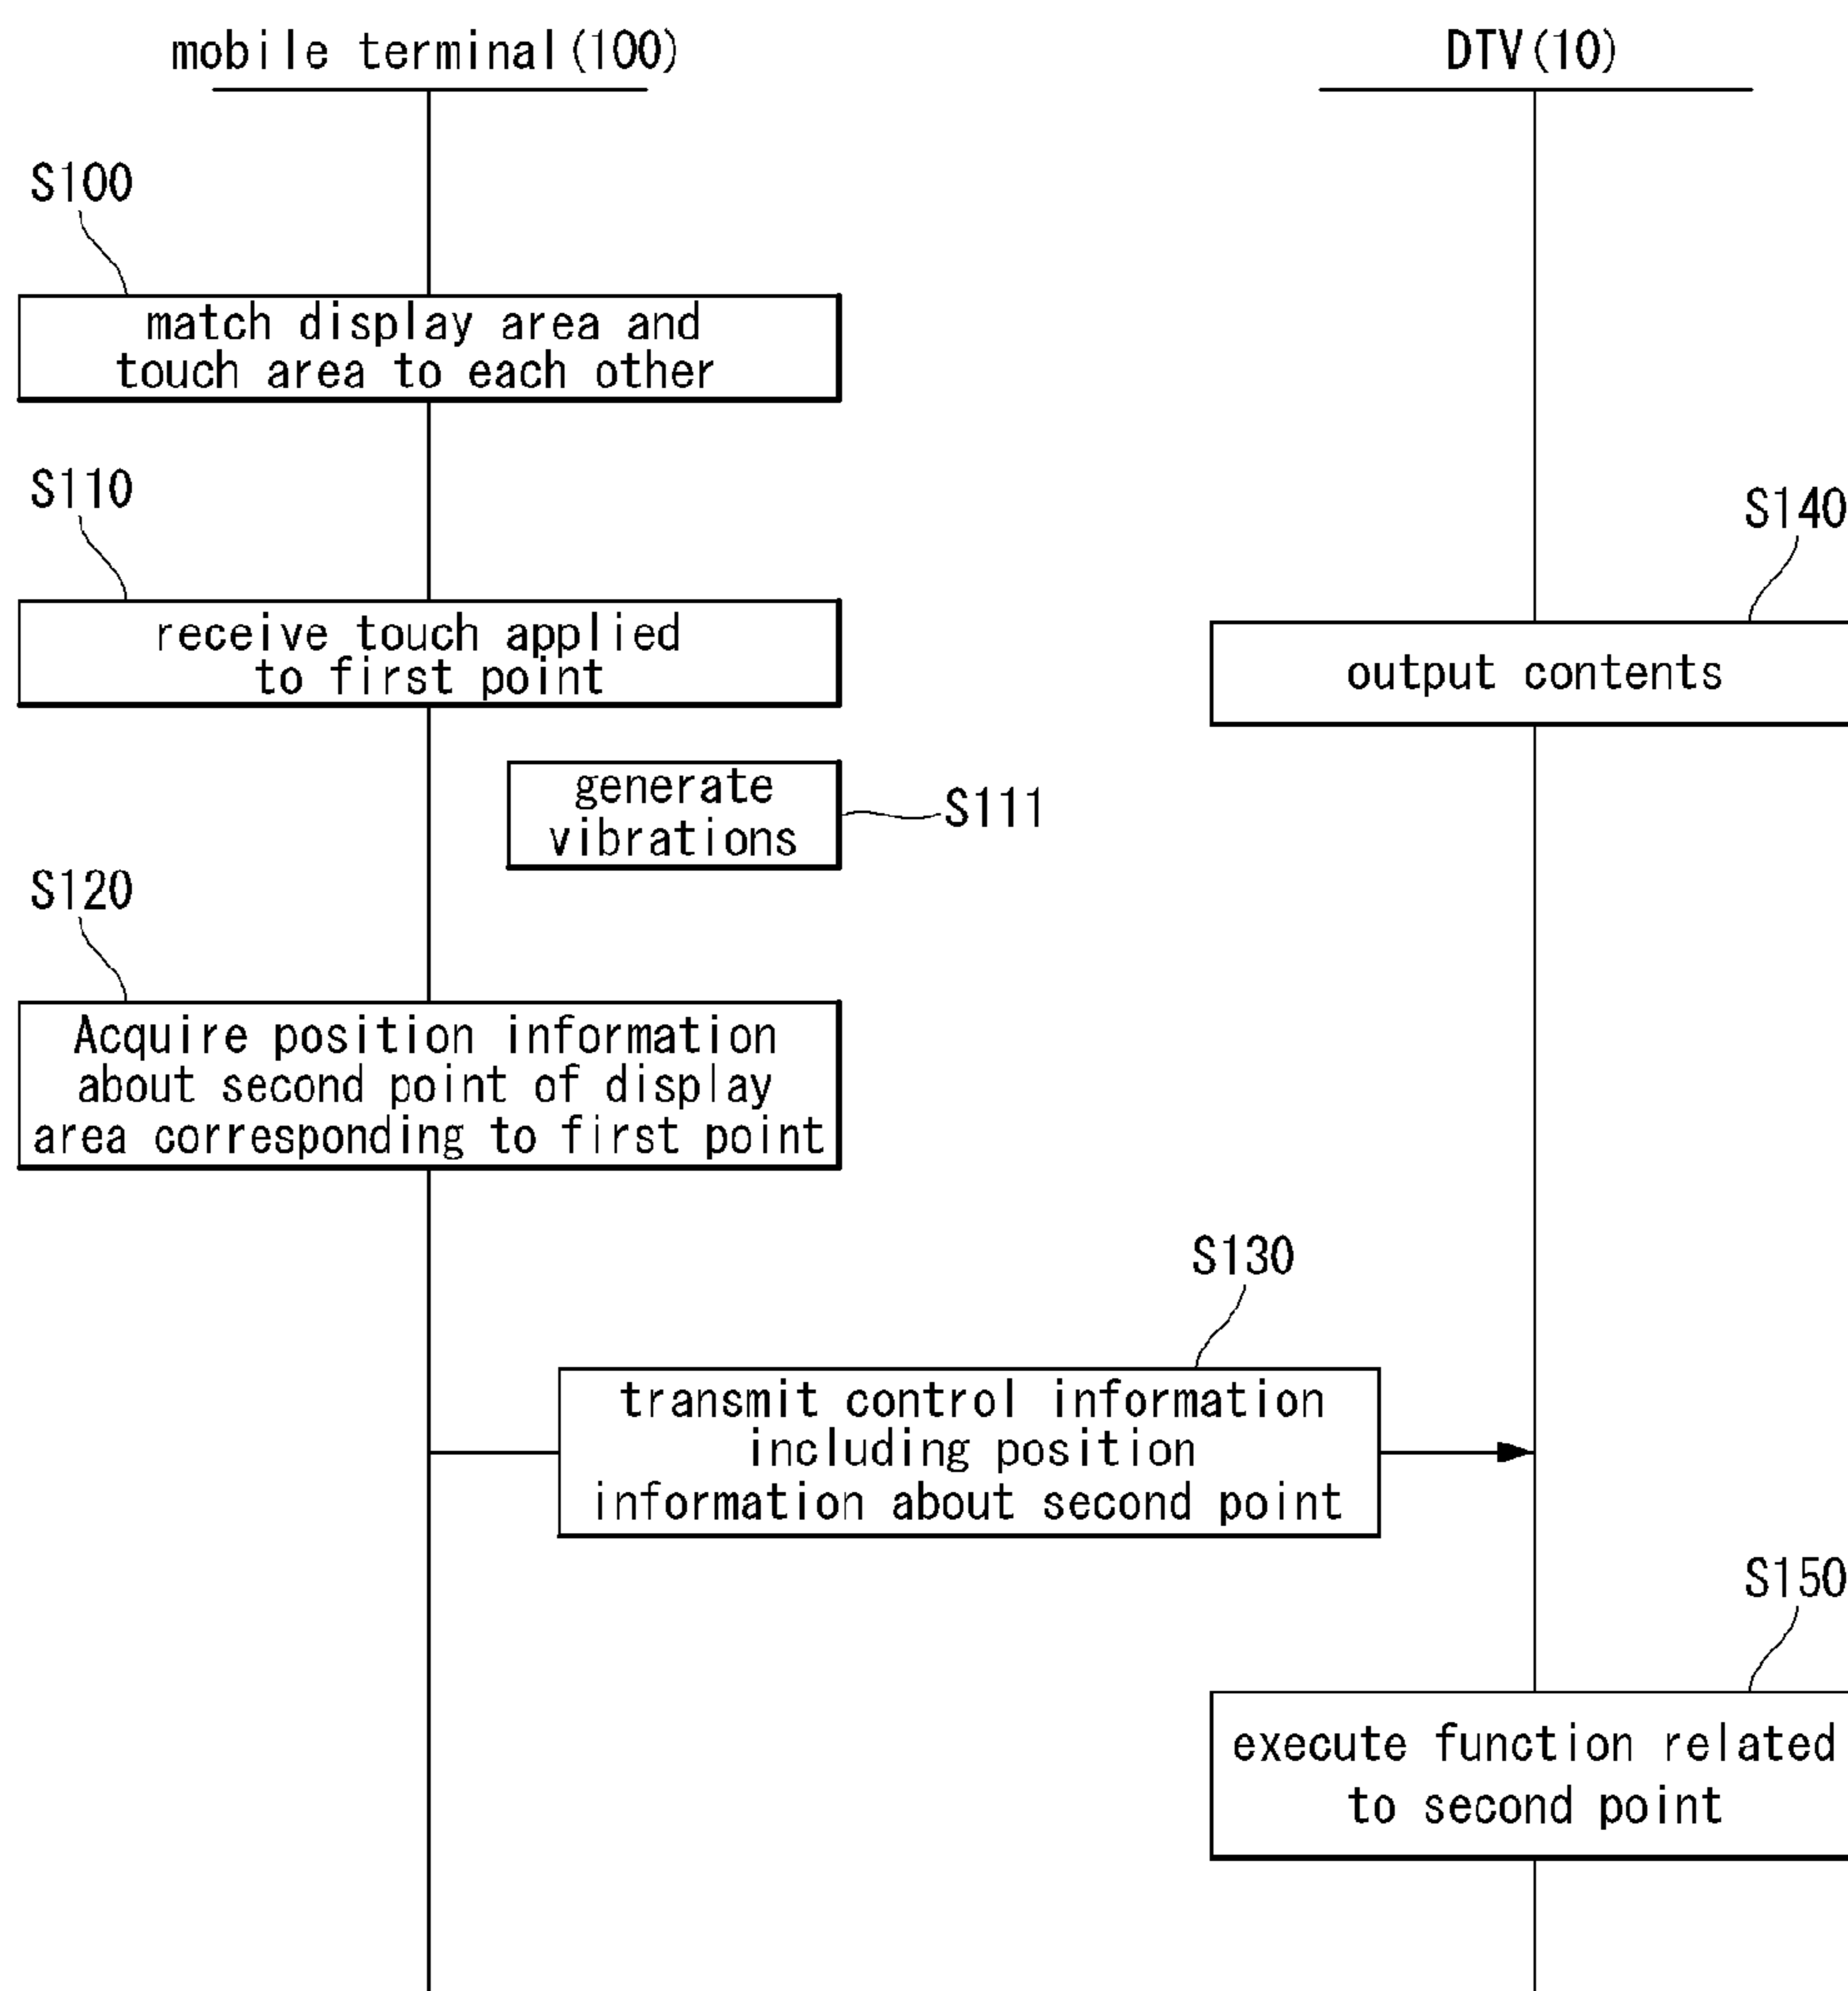 mobile terminal(100)
DTV(10)
S100
match display area and
touch area to each other
S110
receive touch applied
to first point
S140
output contents
generate
vibrations
S111
S120
Acquire position information
about second point of display
area corresponding to first point
S130
transmit control information
including position
information about second point
S150
execute function related
to second point